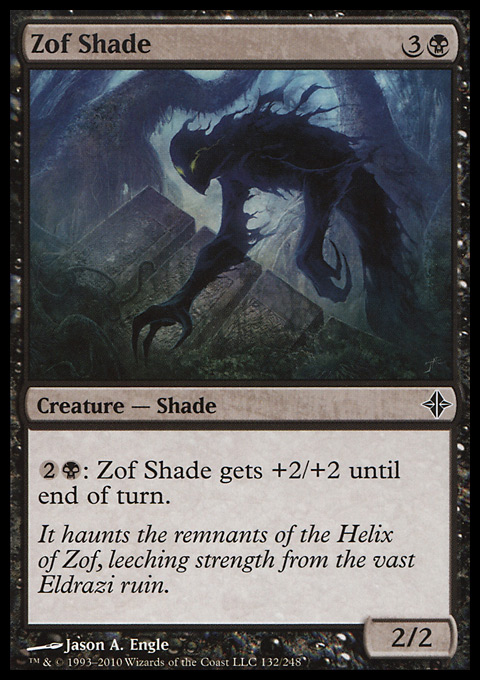 Zof Shade 3
Creature — Shade
2: Zof Shade gets +2/+2 until
end of turn.
It haunts the remnants of the Helix
of Zof, leeching strength from the vast
Eldrazi ruin.
Jason A. Engle
2/2
™ & © 1993–2010 Wizards of the Coast LLC 132/248